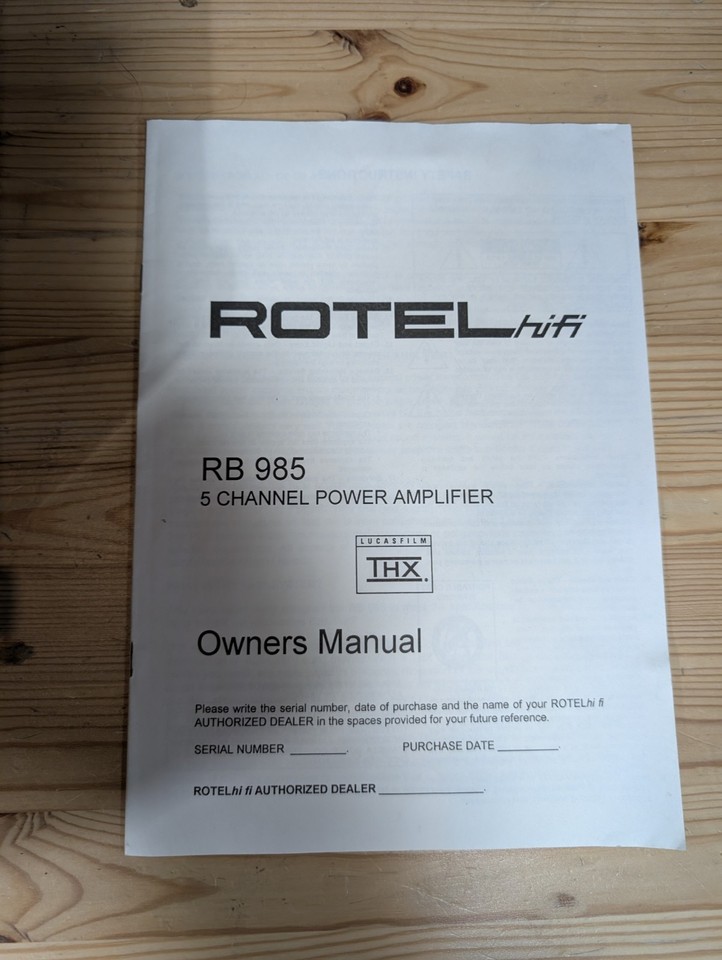 ROTEL hifi
RB 985
5 CHANNEL POWER AMPLIFIER
LUCASFILM
THX
Owners Manual
Please write the serial number, date of purchase and the name of your ROTELhi fi
AUTHORIZED DEALER in the spaces provided for your future reference.
SERIAL NUMBER ________. PURCHASE DATE _________.
ROTELhi fi AUTHORIZED DEALER ________________.